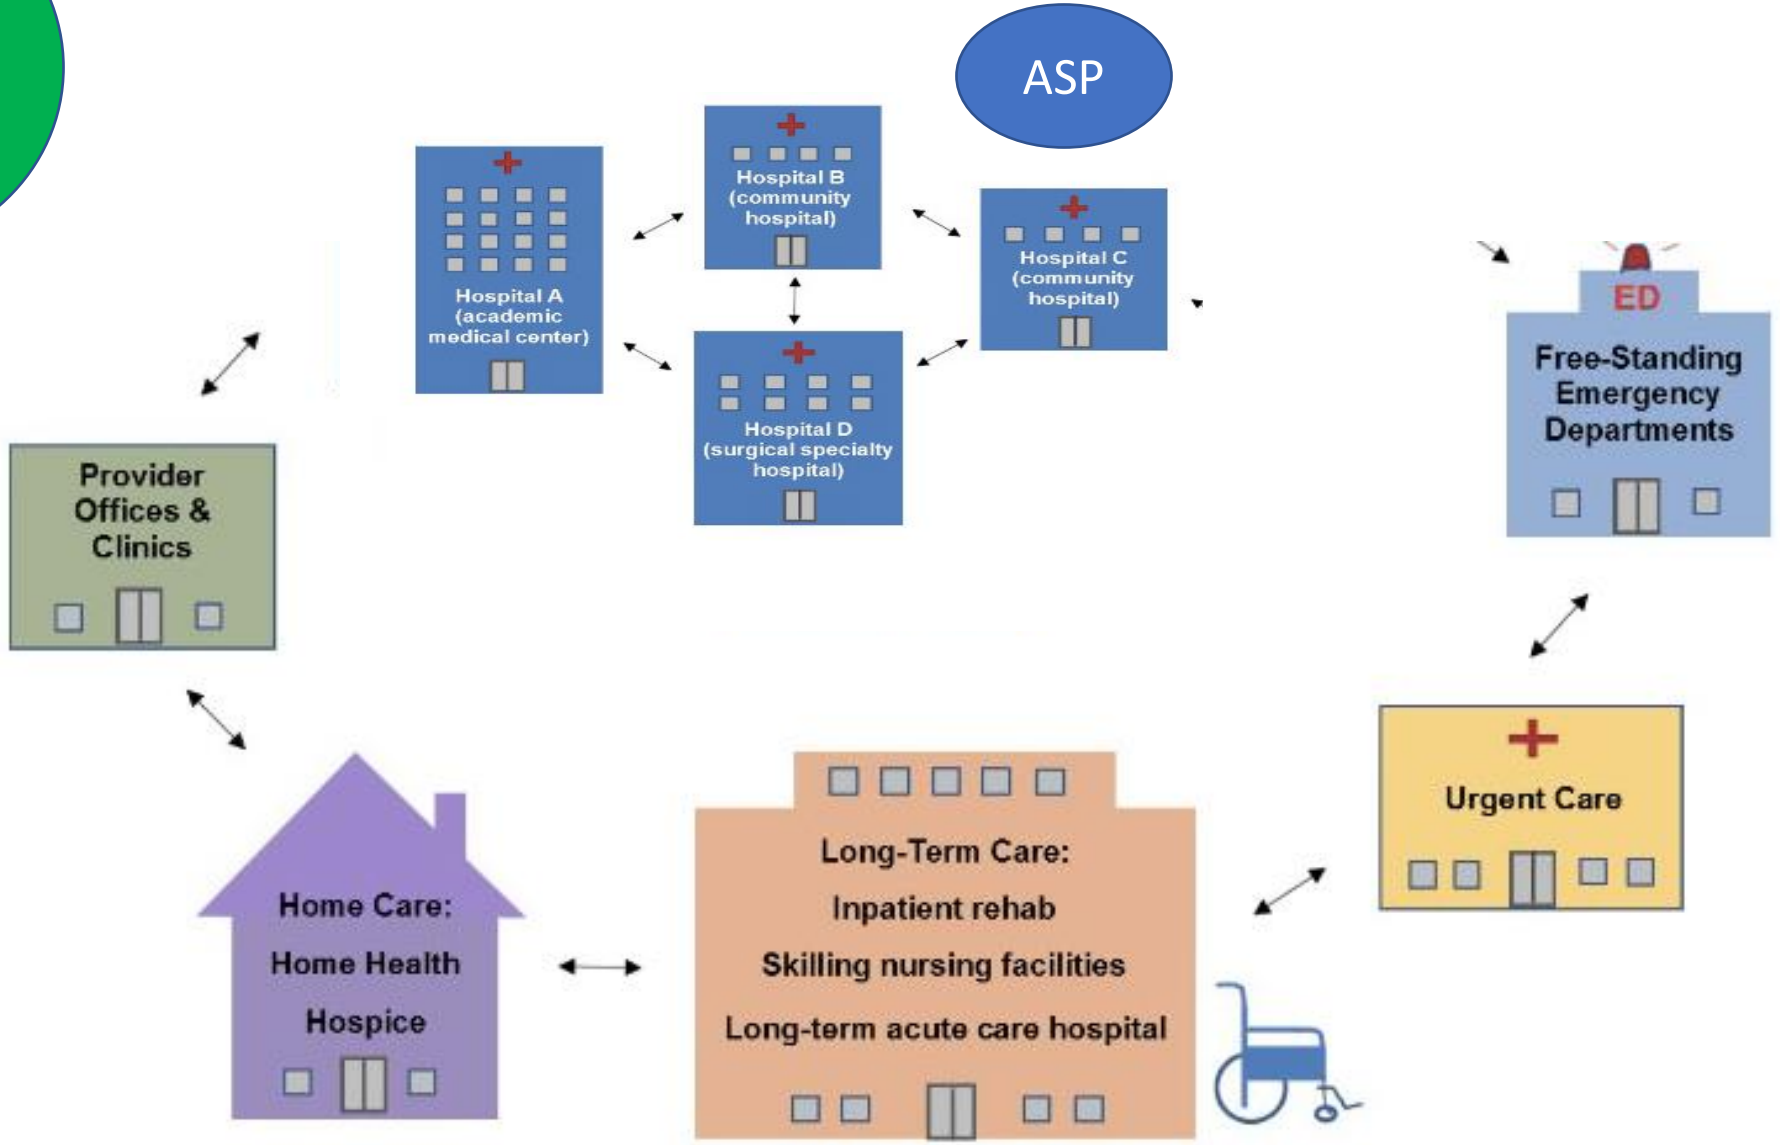 ASP
Hospital A
(academic
medical center)
Hospital B
(community
hospital)
Hospital C
(community
hospital)
Hospital D
(surgical specialty
hospital)
ED
Free-Standing
Emergency
Departments
Provider
Offices &
Clinics
Urgent Care
Home Care:
Home Health
Hospice
Long-Term Care:
Inpatient rehab
Skilling nursing facilities
Long-term acute care hospital